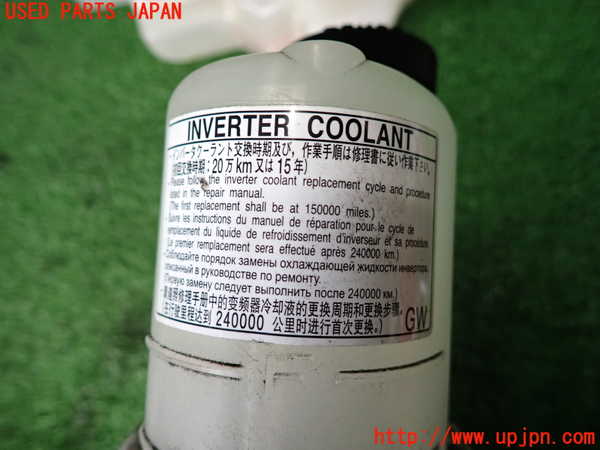 USED PARTS JAPAN
INVERTER COOLANT
インバータクーラント交換時期及び,作業手順は修理書に従い作業下さい。
(初回交換時期:20万km又は15年)
Please follow the inverter coolant replacement cycle and procedure
listed in the repair manual.
(The first replacement shall be at 150000 miles.)
Suivre les instructions du manuel de réparation pour le cycle de
remplacement du liquide de refroidissement d'inverseur et sa procédure
(Le premier remplacement sera effectué après 240000 km.)
Соблюдайте порядок замены охлаждающей жидкости инвертора,
описанный в руководстве по ремонту.
(Первую замену следует выполнить после 240000 км.)
请遵照修理手册中的变频器冷却液的更换周期和更换步骤。
(在行驶里程达到 240000 公里时进行首次更换。)
GW
http://www.upjpn.com/